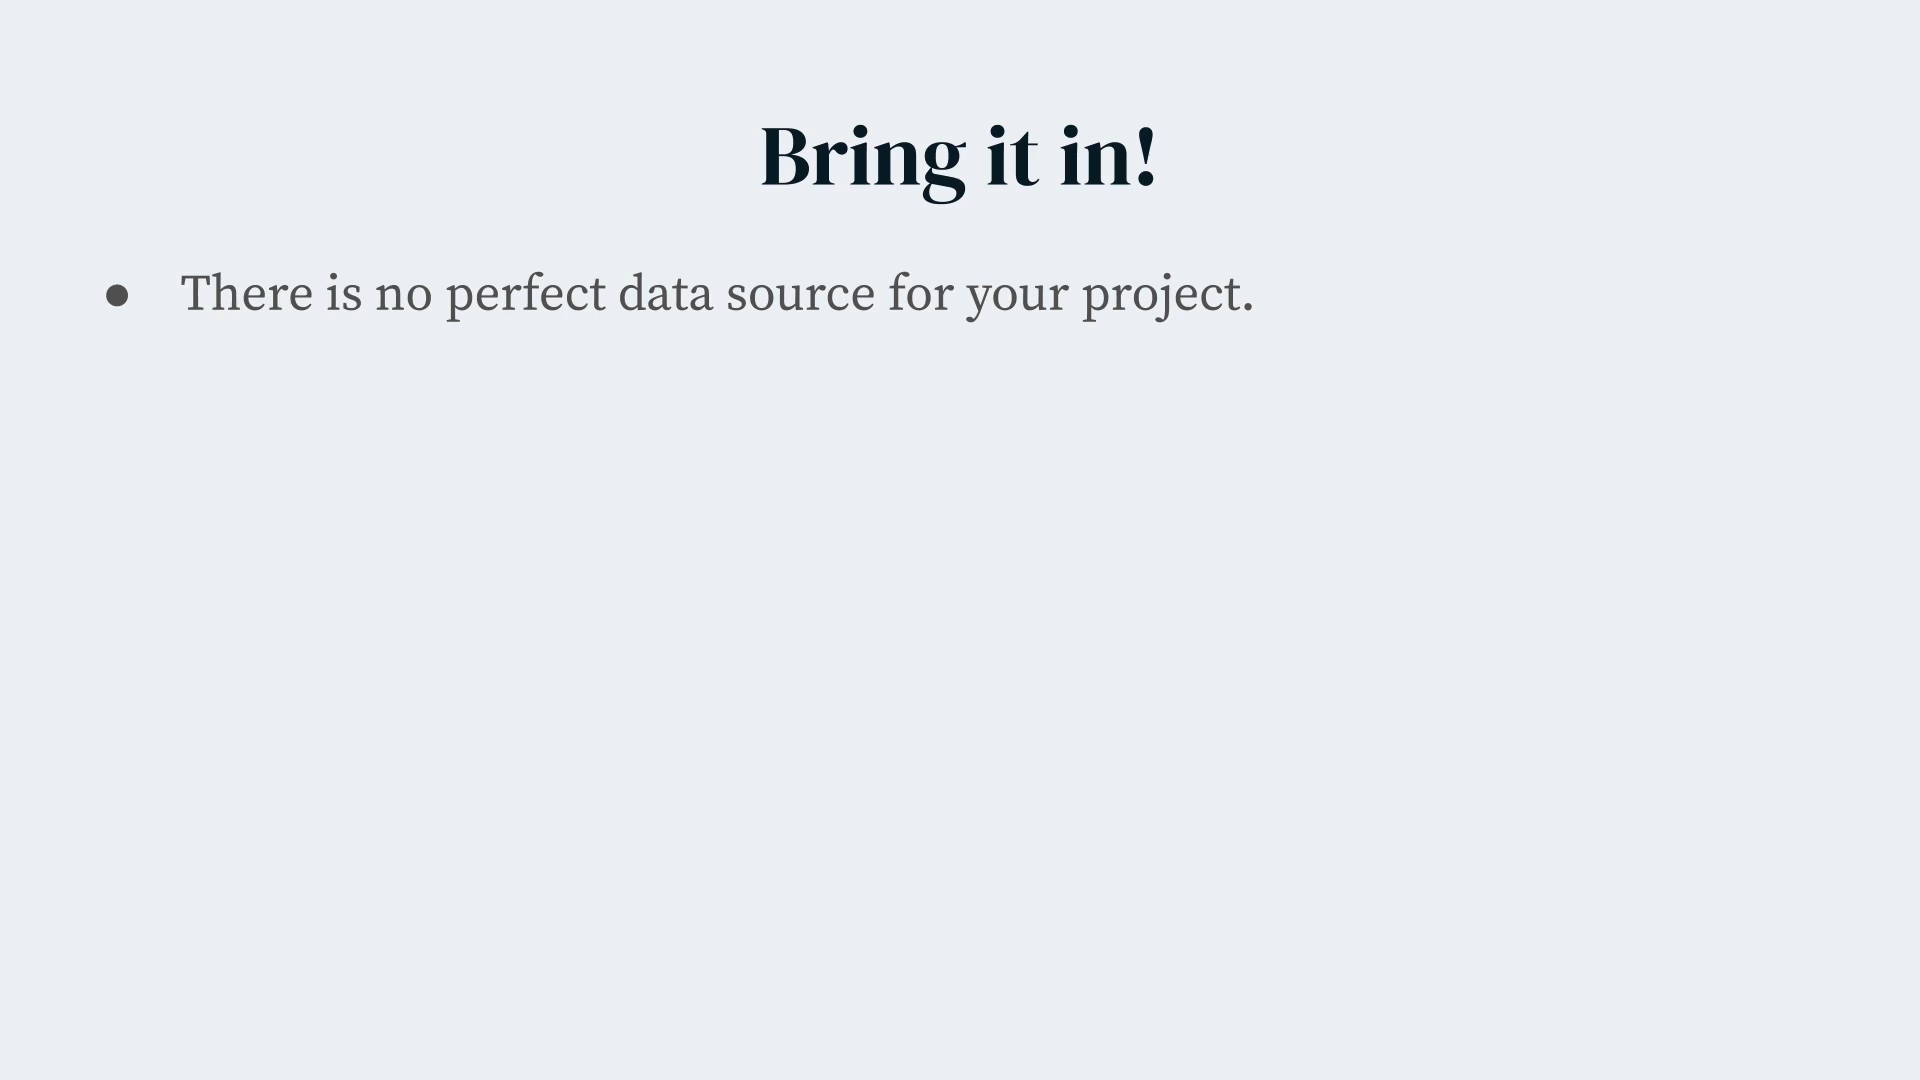 Bring it in!
● There is no perfect data source for your project.